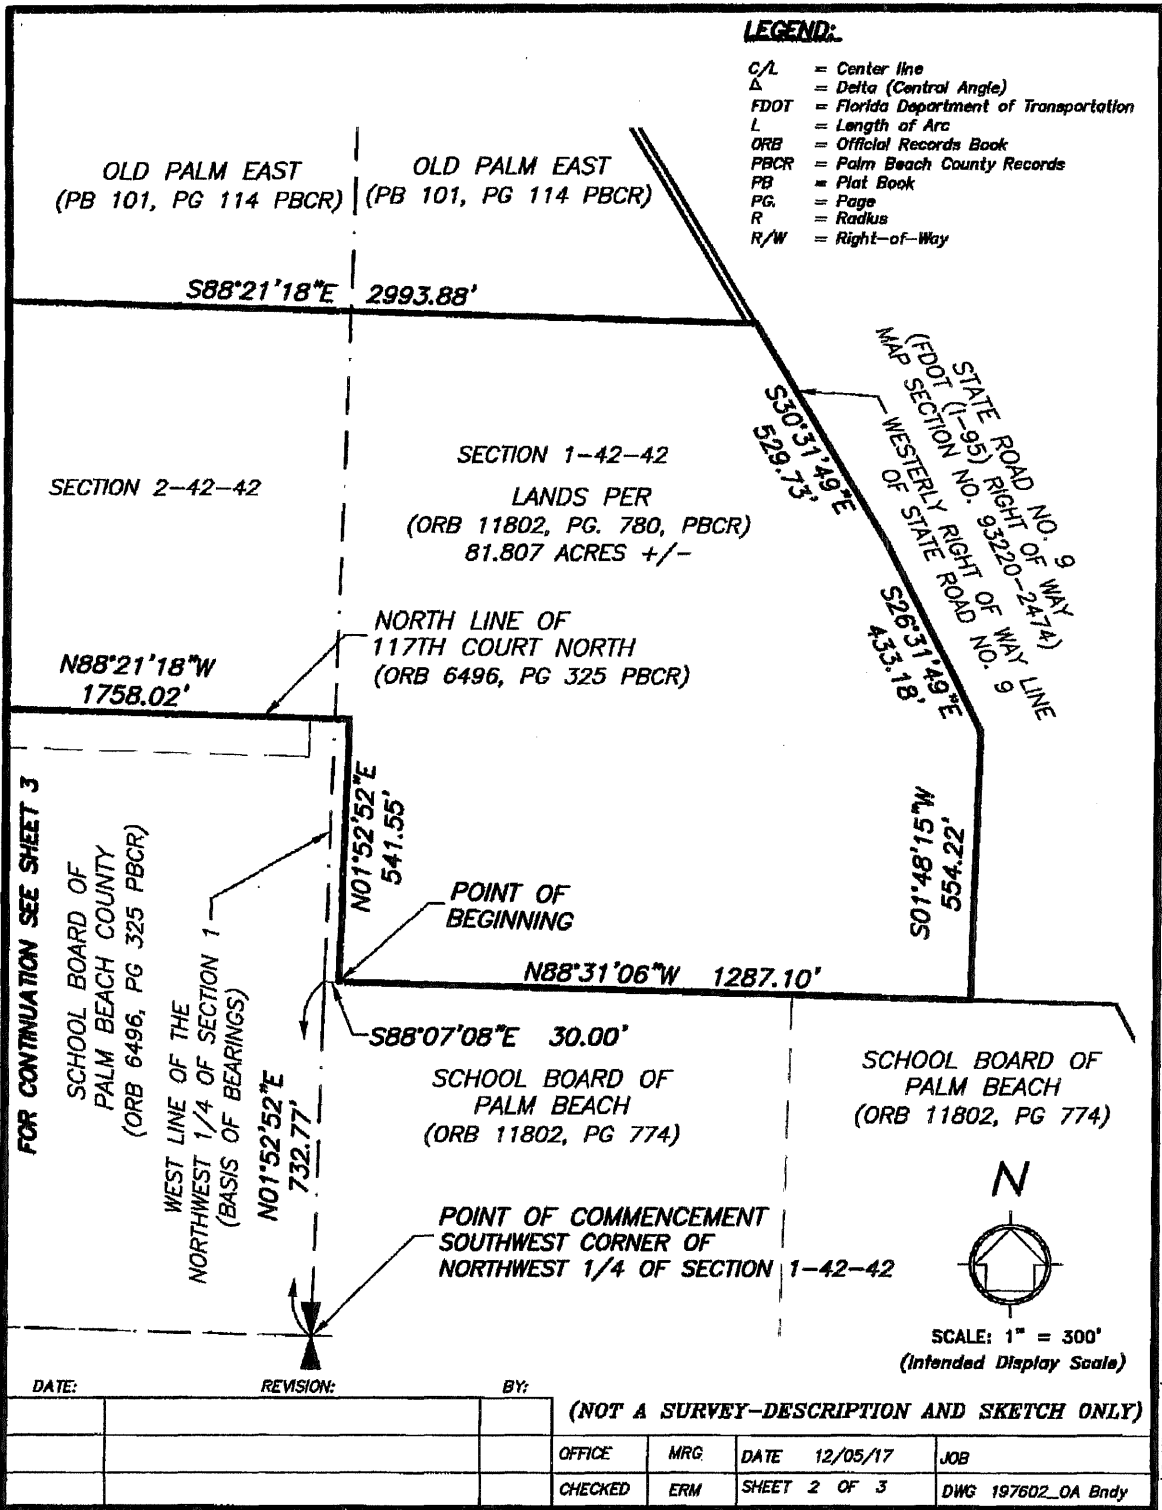 LEGEND:
C/L = Center line
Δ = Delta (Central Angle)
FDOT = Florida Department of Transportation
L = Length of Arc
ORB = Official Records Book
PBCR = Palm Beach County Records
PB = Plat Book
PG. = Page
R = Radius
R/W = Right-of-Way
OLD PALM EAST
(PB 101, PG 114 PBCR)
OLD PALM EAST
(PB 101, PG 114 PBCR)
S88°21'18"E 2993.88'
STATE ROAD NO. 9
(FDOT (I-95) RIGHT OF WAY
MAP SECTION NO. 93220-2474)
WESTERLY RIGHT OF WAY LINE
OF STATE ROAD NO. 9
S30°31'49"E
529.73'
SECTION 2-42-42
SECTION 1-42-42
LANDS PER
(ORB 11802, PG. 780, PBCR)
81.807 ACRES +/-
S26°31'49"E
433.18'
NORTH LINE OF
117TH COURT NORTH
(ORB 6496, PG 325 PBCR)
N88°21'18"W
1758.02'
FOR CONTINUATION SEE SHEET 3
SCHOOL BOARD OF
PALM BEACH COUNTY
(ORB 6496, PG 325 PBCR)
WEST LINE OF THE
NORTHWEST 1/4 OF SECTION 1
(BASIS OF BEARINGS)
N01°52'52"E
541.55'
S01°48'15"W
554.22'
POINT OF
BEGINNING
N88°31'06"W 1287.10'
S88°07'08"E 30.00'
N01°52'52"E
732.77'
SCHOOL BOARD OF
PALM BEACH
(ORB 11802, PG 774)
SCHOOL BOARD OF
PALM BEACH
(ORB 11802, PG 774)
POINT OF COMMENCEMENT
SOUTHWEST CORNER OF
NORTHWEST 1/4 OF SECTION 1-42-42
N
SCALE: 1" = 300'
(Intended Display Scale)
DATE: REVISION: BY:
(NOT A SURVEY-DESCRIPTION AND SKETCH ONLY)
OFFICE MRG. DATE 12/05/17 JOB
CHECKED ERM SHEET 2 OF 3 DWG 197602_OA Bndy